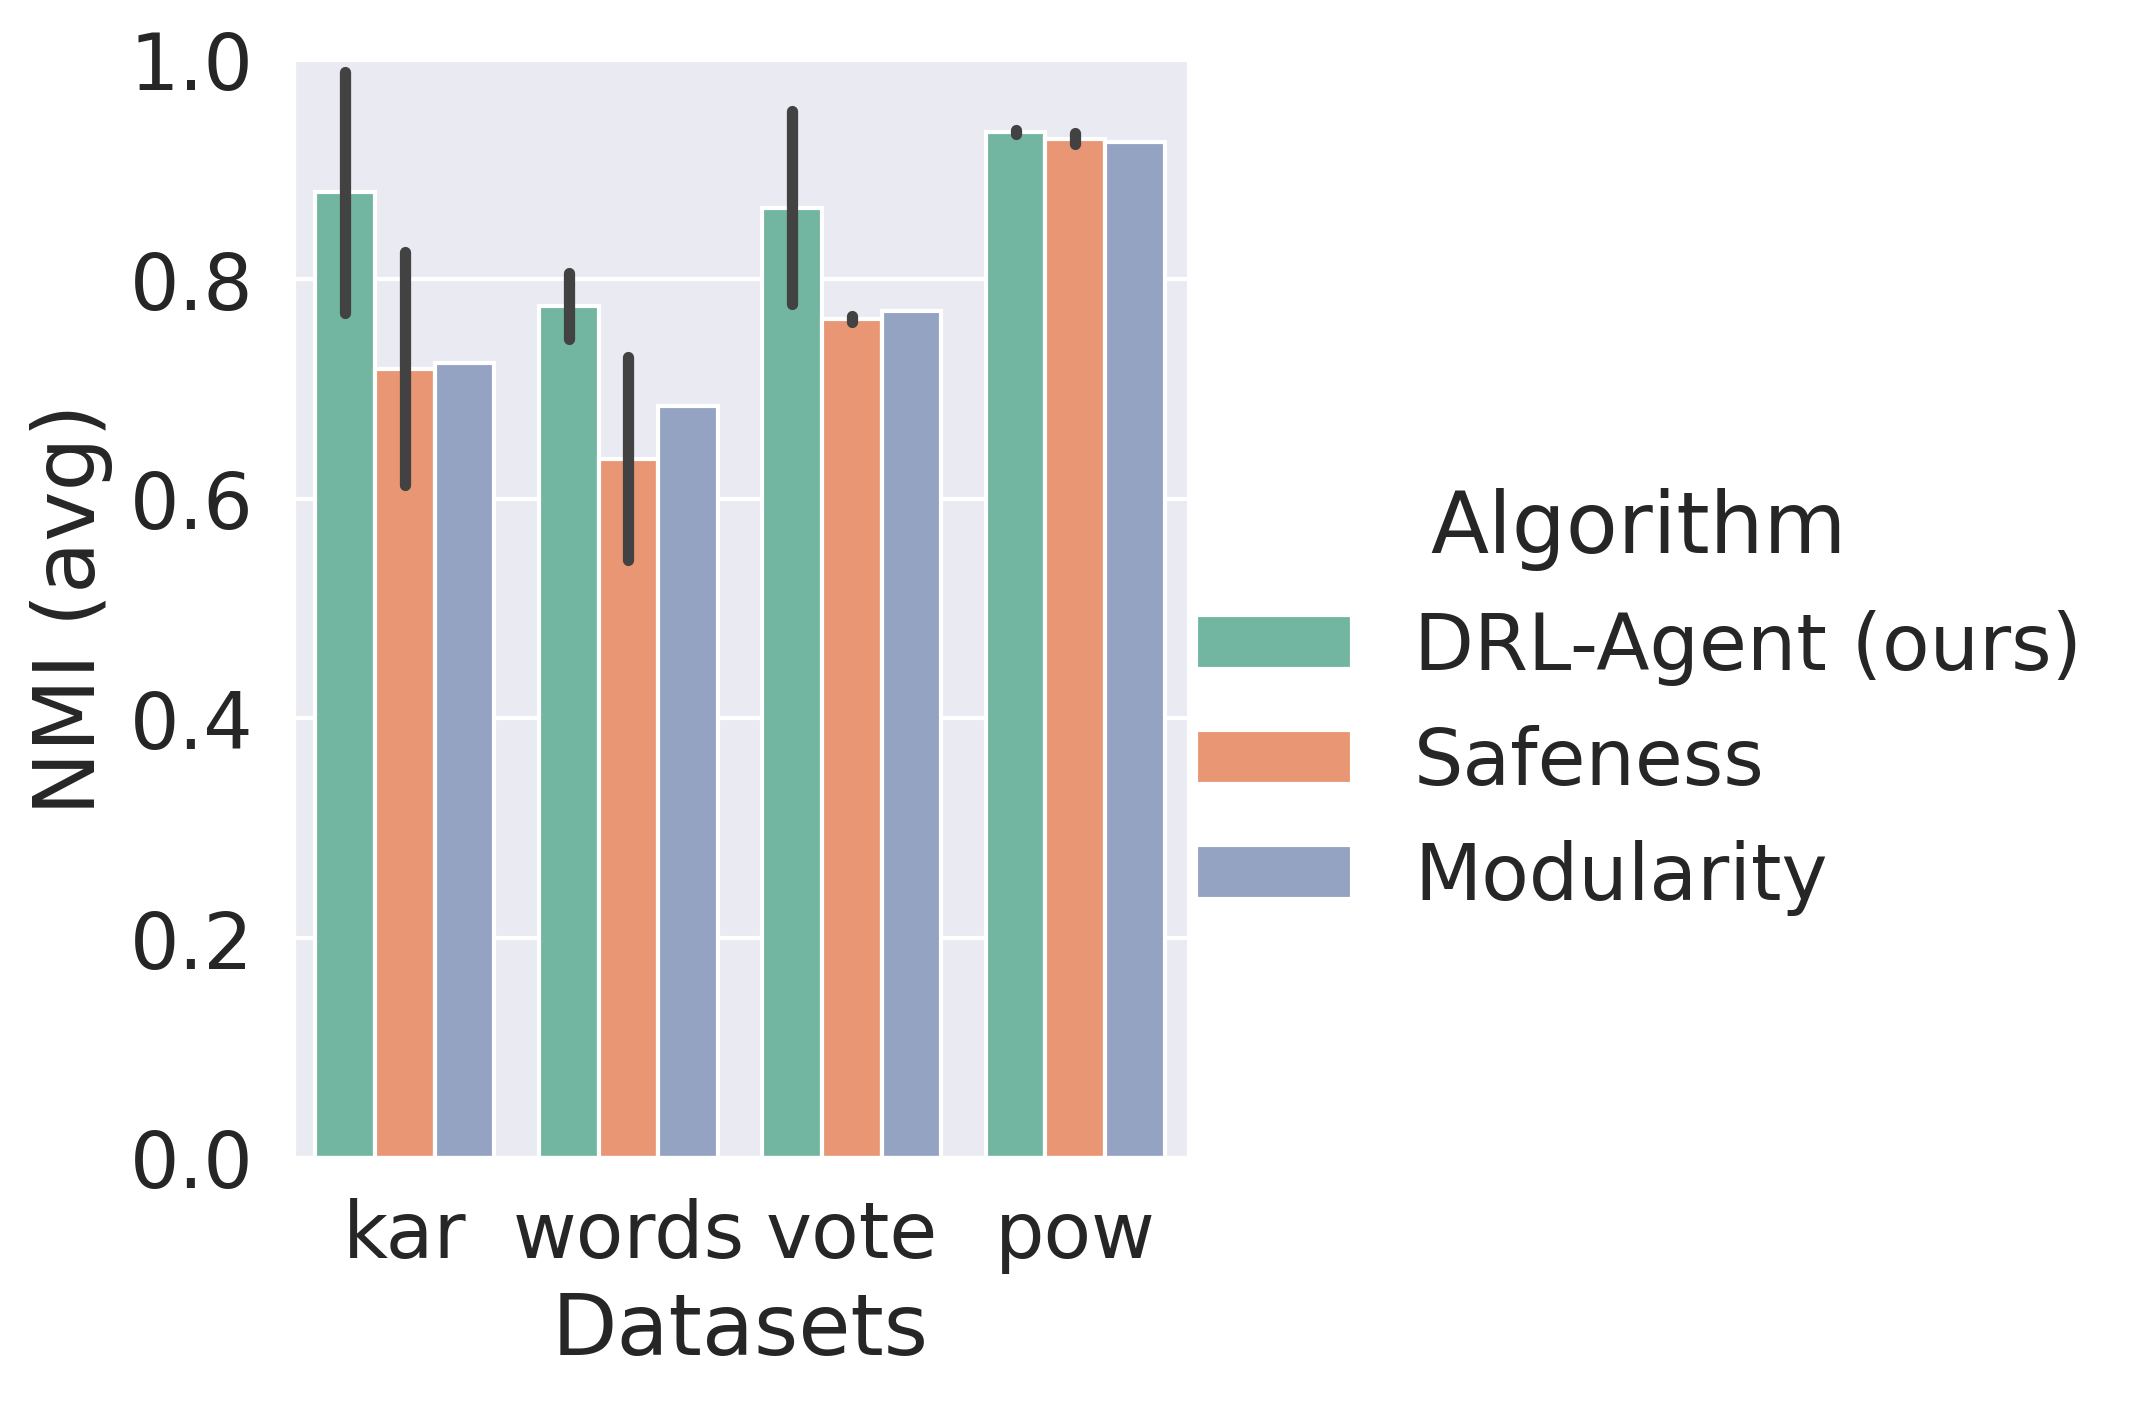 NMI (avg)
1.0
0.8
0.6
0.4
0.2
0.0
kar words vote pow
Datasets
Algorithm
DRL-Agent (ours)
Safeness
Modularity